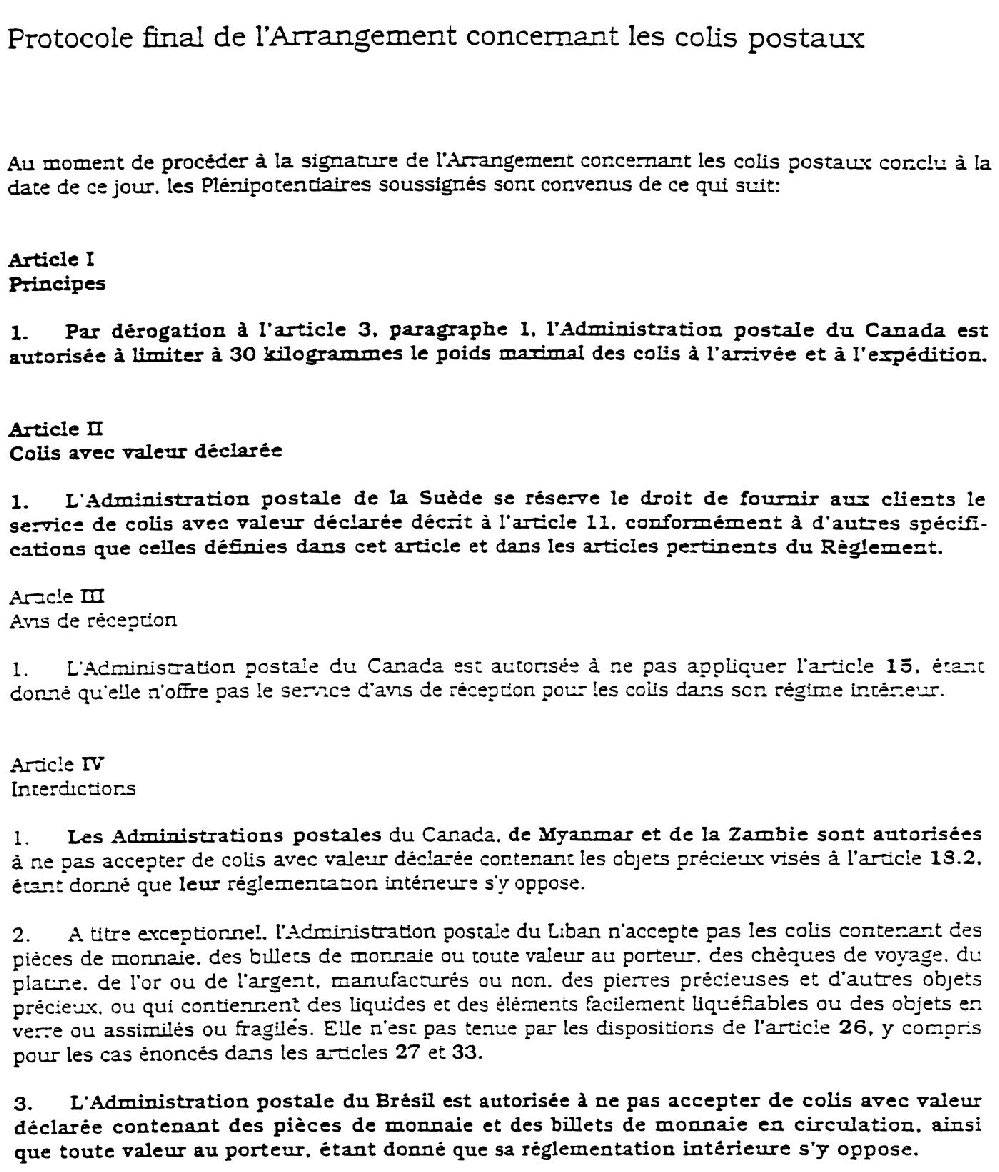 Protocole final de l'Arrangement concernant les colis postaux
Au moment de procéder à la signature de l'Arrangement concernant les colis postaux conclu à la
date de ce jour, les Plénipotentiaires soussignés sont convenus de ce qui suit:
Article I
Principes
1. Par dérogation à l'article 3, paragraphe 1, l'Administration postale du Canada est
autorisée à limiter à 30 kilogrammes le poids maximal des colis à l'arrivée et à l'expédition.
Article II
Colis avec valeur déclarée
1. L'Administration postale de la Suède se réserve le droit de fournir aux clients le
service de colis avec valeur déclarée décrit à l'article 11, conformément à d'autres spécifi-
cations que celles définies dans cet article et dans les articles pertinents du Règlement.
Article III
Avis de réception
1. L'Administration postale du Canada est autorisée à ne pas appliquer l'article 15, étant
donné qu'elle n'offre pas le service d'avis de réception pour les colis dans son régime intérieur.
Article IV
Interdictions
1. Les Administrations postales du Canada, de Myanmar et de la Zambie sont autorisées
à ne pas accepter de colis avec valeur déclarée contenant les objets précieux visés à l'article 18.2,
étant donné que leur réglementation intérieure s'y oppose.
2. A titre exceptionnel, l'Administration postale du Liban n'accepte pas les colis contenant des
pièces de monnaie, des billets de monnaie ou toute valeur au porteur, des chèques de voyage, du
platine, de l'or ou de l'argent, manufacturés ou non, des pierres précieuses et d'autres objets
précieux, ou qui contiennent des liquides et des éléments facilement liquéfiables ou des objets en
verre ou assimilés ou fragiles. Elle n'est pas tenue par les dispositions de l'article 26, y compris
pour les cas énoncés dans les articles 27 et 33.
3. L'Administration postale du Brésil est autorisée à ne pas accepter de colis avec valeur
déclarée contenant des pièces de monnaie et des billets de monnaie en circulation, ainsi
que toute valeur au porteur, étant donné que sa réglementation intérieure s'y oppose.